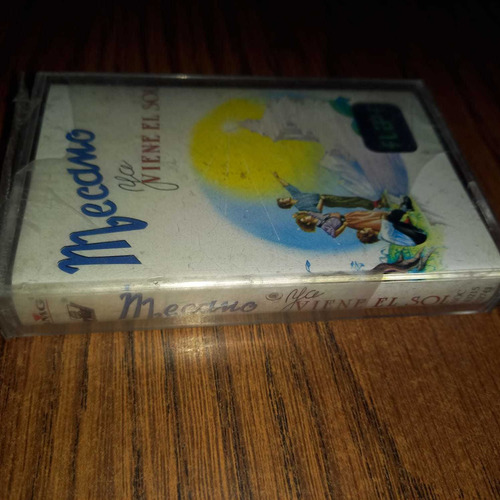 Mecano
ya
VIENE EL SOL
Mecano
ya
VIENE EL SOL